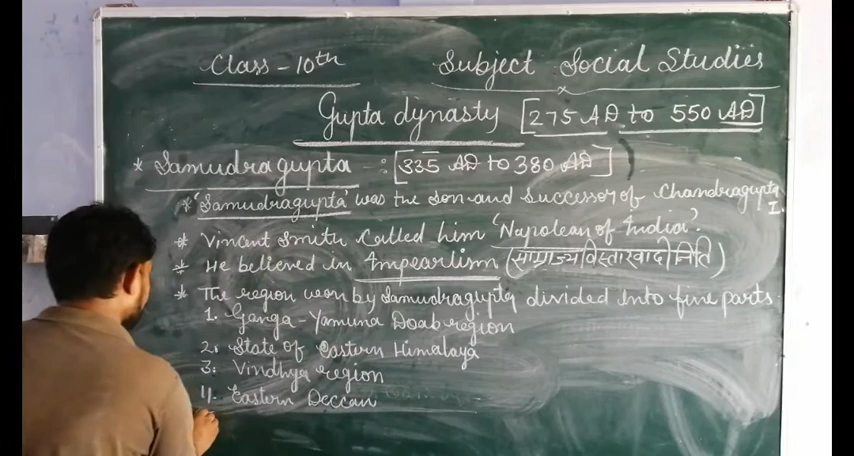 Class - 10th Subject Social Studies
Gupta dynasty [275 AD to 550 AD]
* Samudragupta -: [335 AD to 380 AD]
* 'Samudragupta' was the son and successor of Chandragupta I.
* Vincent Smith Called him 'Napolean of India'.
* He believed in Impearlism (साम्राज्यविस्तारवादी निति)
* The region won by Samudragupta divided into five parts.
1. Ganga - Yamuna Doab region
2. State of Eastern Himalaya
3. Vindhya region
4. Eastern Deccan